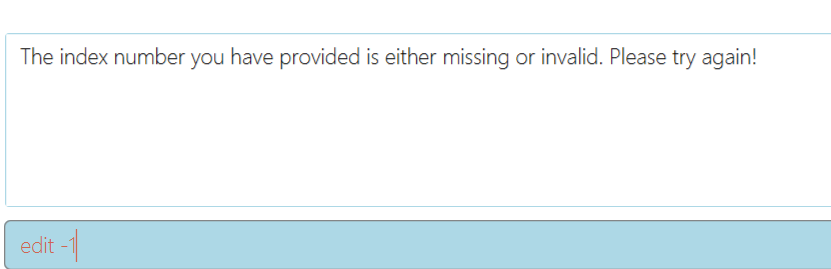 The index number you have provided is either missing or invalid. Please try again!
edit -1